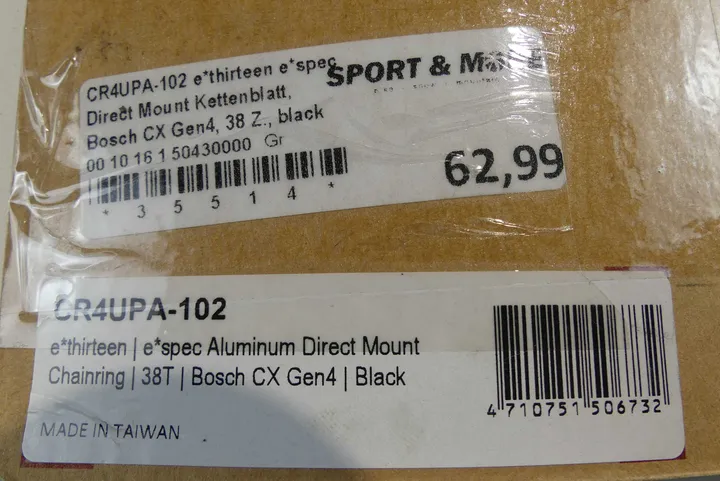 CR4UPA-102 e*thirteen e*spec
Direct Mount Kettenblatt,
Bosch CX Gen4, 38 Z., black
00 10 16 1 50430000 Gr
* 3 5 5 1 4 *
SPORT &
62,99
CR4UPA-102
e*thirteen | e*spec Aluminum Direct Mount
Chainring | 38T | Bosch CX Gen4 | Black
MADE IN TAIWAN
4 710751 506732